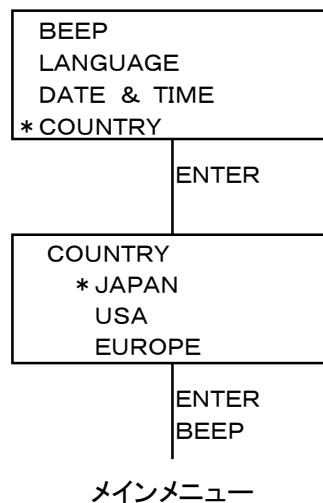 BEEP
LANGUAGE
DATE & TIME
*COUNTRY
ENTER
COUNTRY
*JAPAN
USA
EUROPE
ENTER
BEEP
メインメニュー